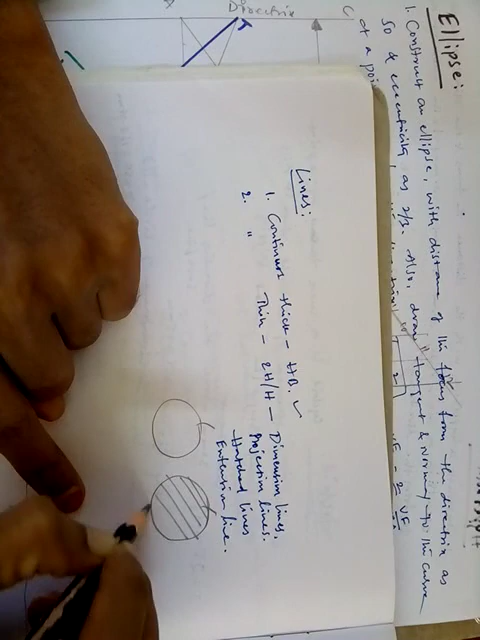 Ellipse:
1. Construct an ellipse, with distance of the focus from the directrix as
50 & eccentricity as 2/3. Also, draw tangent & Normal to the curve
at a poi
Directrix
C
Lines:
1. Continuous thick - HB. ✓
2. " Thin - 2H/H - Dimension lines.
Projection lines.
Hatched lines
Extension line.